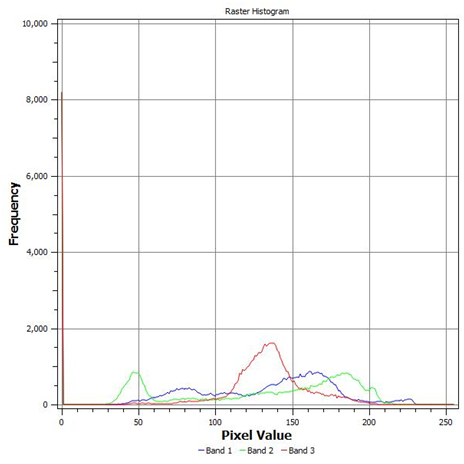 Raster Histogram
10,000
8,000
6,000
4,000
2,000
0
Frequency
0 50 100 150 200 250
Pixel Value
Band 1 Band 2 Band 3